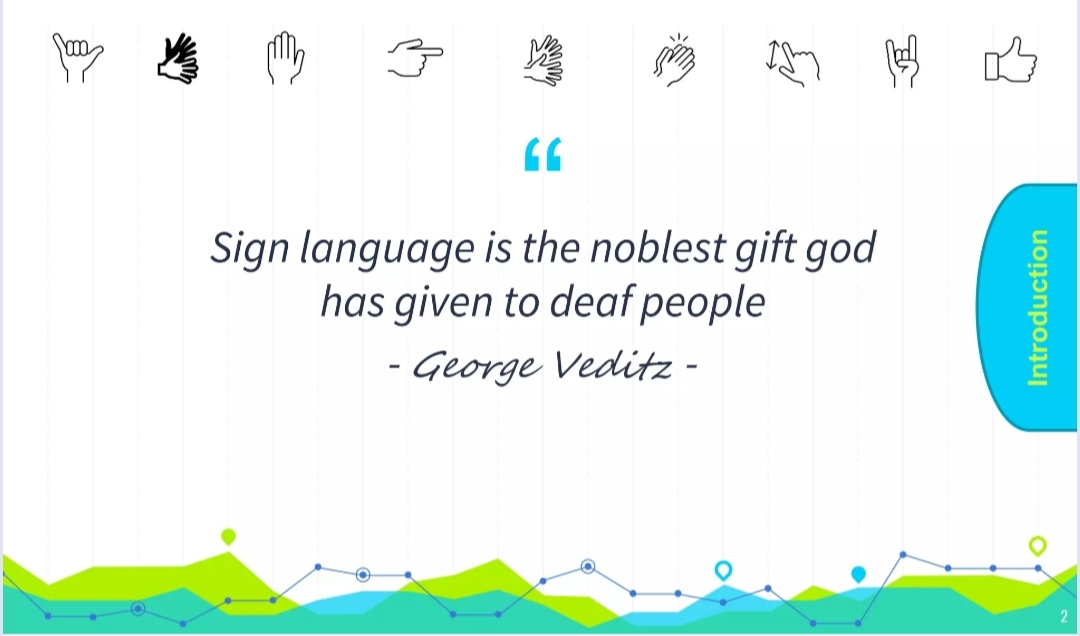 “
Sign language is the noblest gift god
has given to deaf people
- George Veditz -
Introduction
2